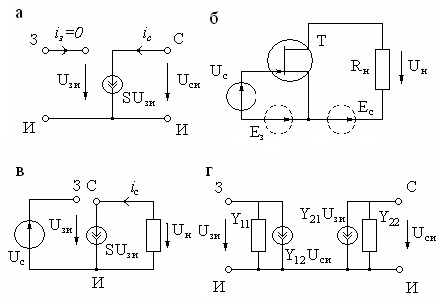 а
З
iз=0
iс
С
Uзи
SUзи
Uси
И
И
б
Т
Uс
Rн
Uн
Eз
Eс
в
З
С
iс
Uс
Uзи
SUзи
Uн
И
г
З
С
Uзи
Y11
Y12Uси
Y21Uзи
Y22
Uси
И
И